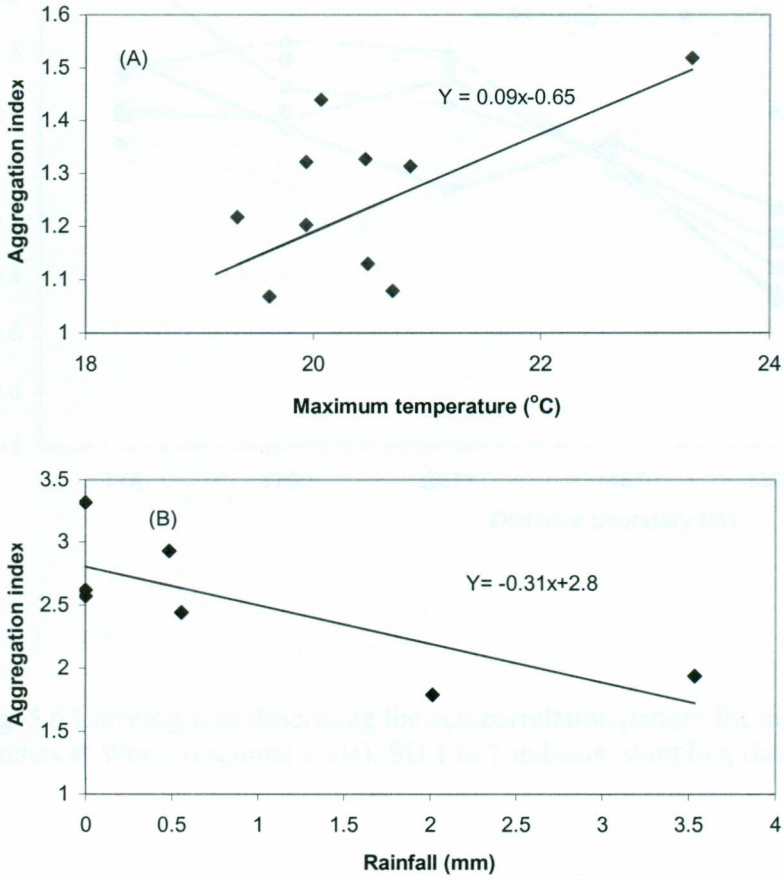 1.6
(A)
1.5
Y = 0.09x-0.65
1.4
1.3
1.2
1.1
1
Aggregation index
18 20 22 24
Maximum temperature (°C)
3.5
(B)
3
Y= -0.31x+2.8
2.5
2
1.5
1
Aggregation index
0 0.5 1 1.5 2 2.5 3 3.5 4
Rainfall (mm)
Distance boundary (m)